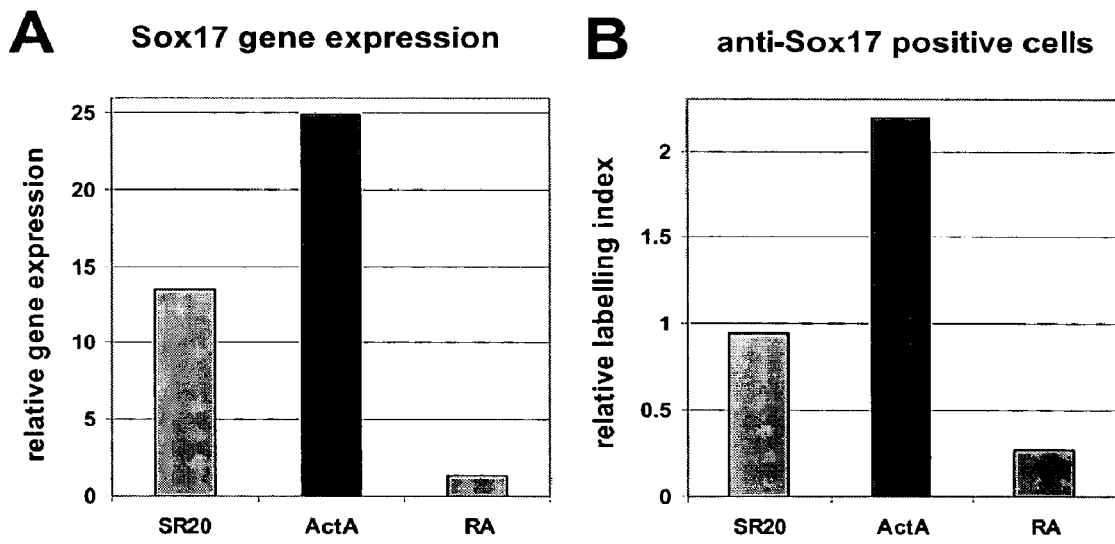 A
Sox17 gene expression
relative gene expression
25
20
15
10
5
0
SR20 ActA RA
B
anti-Sox17 positive cells
relative labelling index
2
1.5
1
0.5
0
SR20 ActA RA